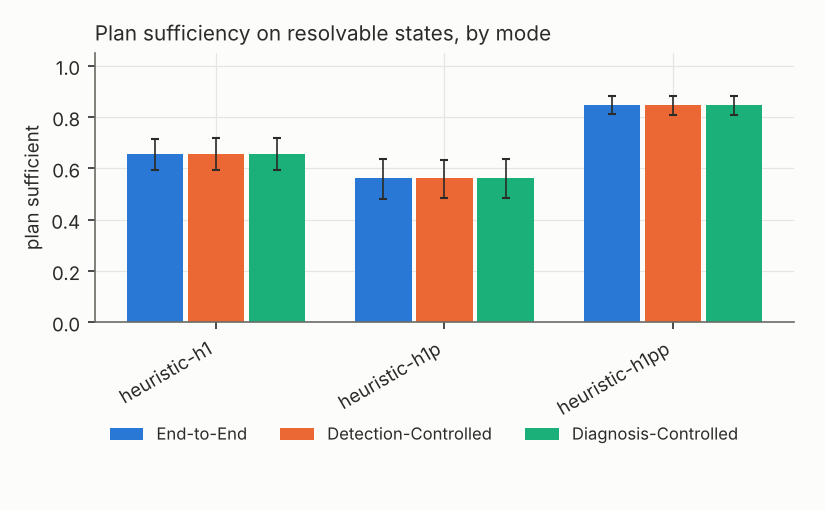 Plan sufficiency on resolvable states, by mode
plan sufficient
1.0
0.8
0.6
0.4
0.2
0.0
heuristic-h1
heuristic-h1p
heuristic-h1pp
End-to-End
Detection-Controlled
Diagnosis-Controlled